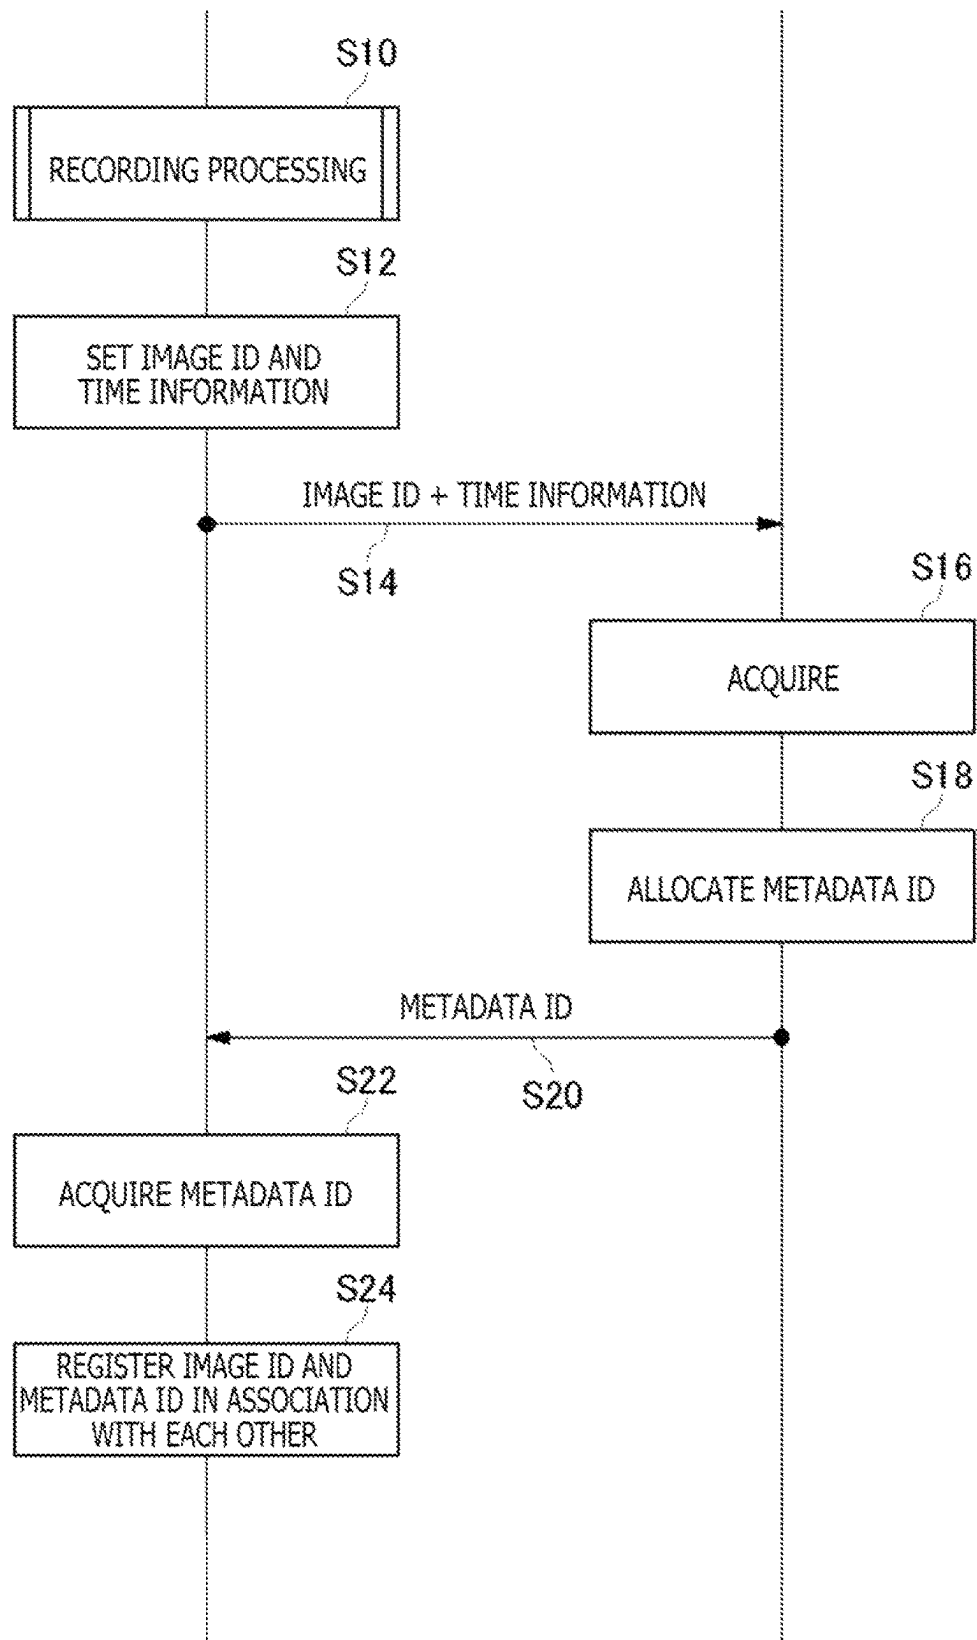 S10
RECORDING PROCESSING
S12
SET IMAGE ID AND
TIME INFORMATION
IMAGE ID + TIME INFORMATION
S14
S16
ACQUIRE
S18
ALLOCATE METADATA ID
METADATA ID
S20
S22
ACQUIRE METADATA ID
S24
REGISTER IMAGE ID AND
METADATA ID IN ASSOCIATION
WITH EACH OTHER